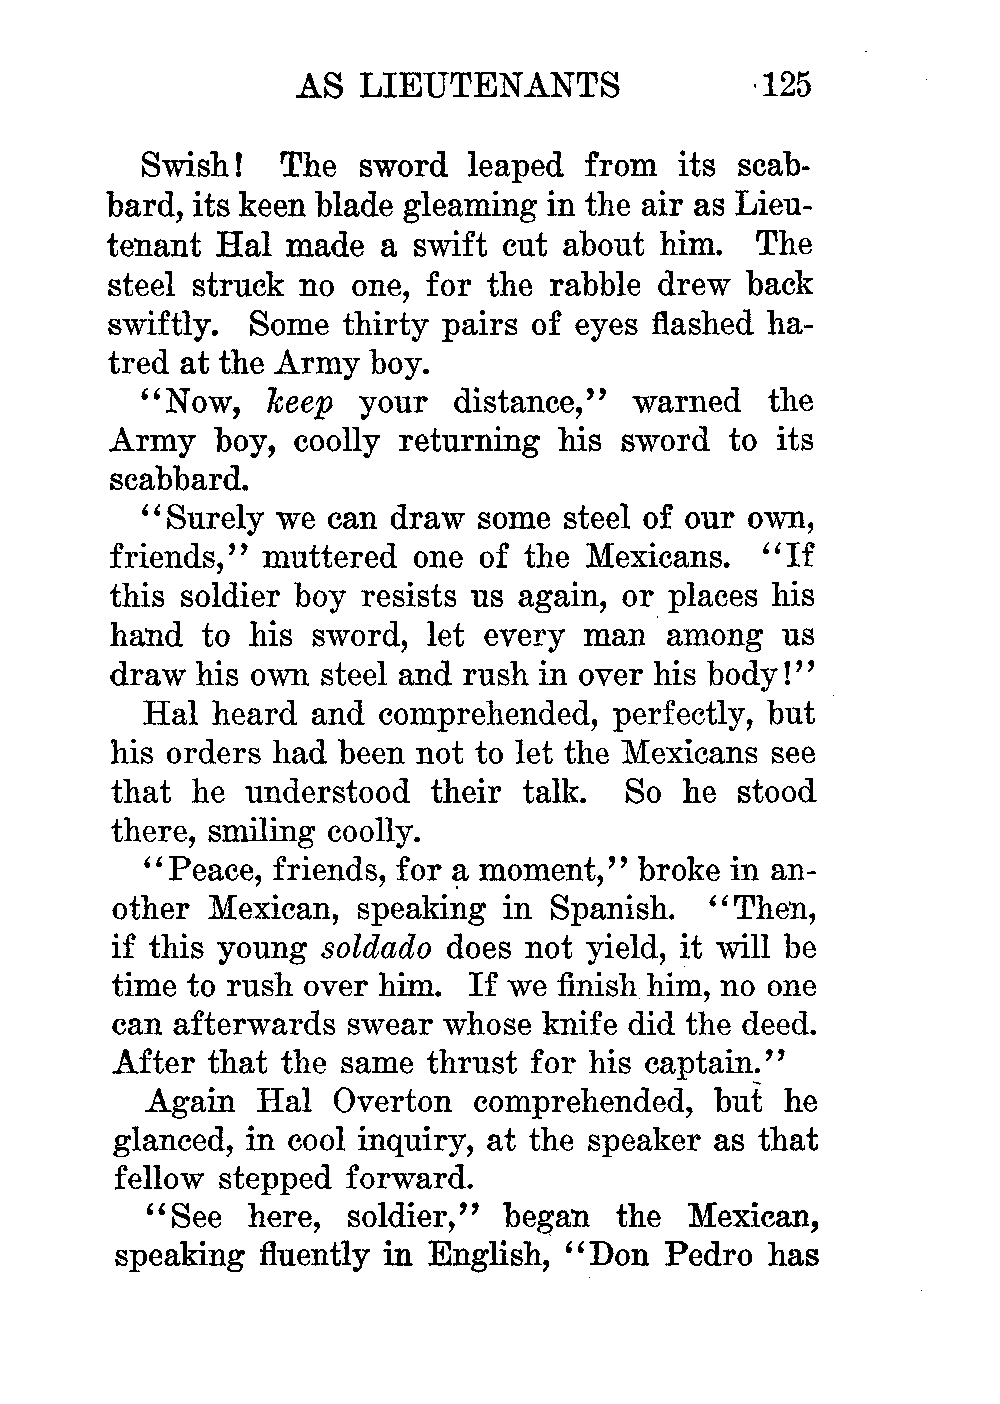 AS LIEUTENANTS 125
Swish! The sword leaped from its scab-
bard, its keen blade gleaming in the air as Lieu-
tenant Hal made a swift cut about him. The
steel struck no one, for the rabble drew back
swiftly. Some thirty pairs of eyes flashed ha-
tred at the Army boy.
“Now, keep your distance,” warned the
Army boy, coolly returning his sword to its
scabbard.
“Surely we can draw some steel of our own,
friends,” muttered one of the Mexicans. “If
this soldier boy resists us again, or places his
hand to his sword, let every man among us
draw his own steel and rush in over his body!”
Hal heard and comprehended, perfectly, but
his orders had been not to let the Mexicans see
that he understood their talk. So he stood
there, smiling coolly.
“Peace, friends, for a moment,” broke in an-
other Mexican, speaking in Spanish. “Then,
if this young soldado does not yield, it will be
time to rush over him. If we finish him, no one
can afterwards swear whose knife did the deed.
After that the same thrust for his captain.”
Again Hal Overton comprehended, but he
glanced, in cool inquiry, at the speaker as that
fellow stepped forward.
“See here, soldier,” began the Mexican,
speaking fluently in English, “Don Pedro has